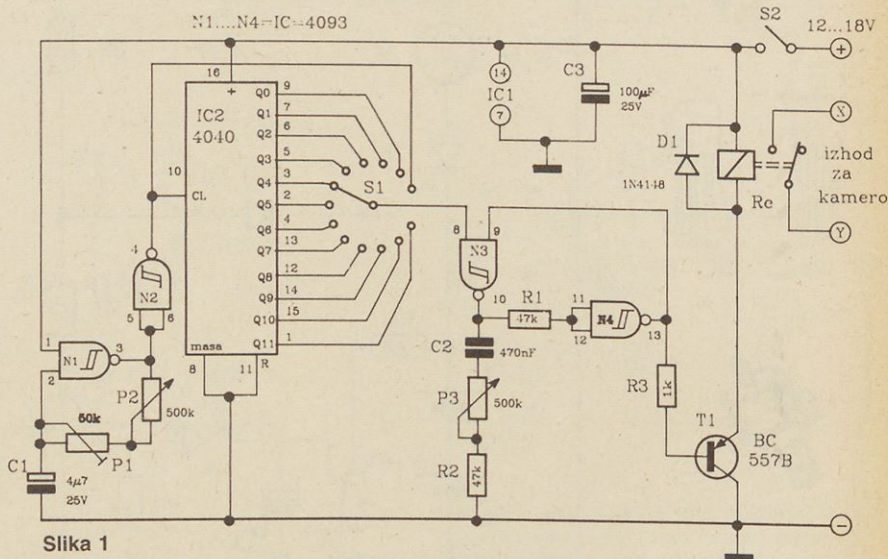 N1....N4=IC=4093
S2
12...18V
+
16
+
IC2
4040
10
CL
masa
8
11
R
Q0
Q1
Q2
Q3
Q4
Q5
Q6
Q7
Q8
Q9
Q10
Q11
9
7
6
5
3
2
4
13
12
14
15
1
S1
14
IC1
7
C3
100µF
25V
D1
1N4148
Re
X
izhod
za
kamero
Y
4
N2
5
6
1
2
N1
3
P2
500k
50k
P1
C1
4µ7
25V
8
9
N3
10
R1
47k
11
12
N4
13
C2
470nF
P3
500k
R2
47k
R3
1k
T1
BC
557B
−
Slika 1